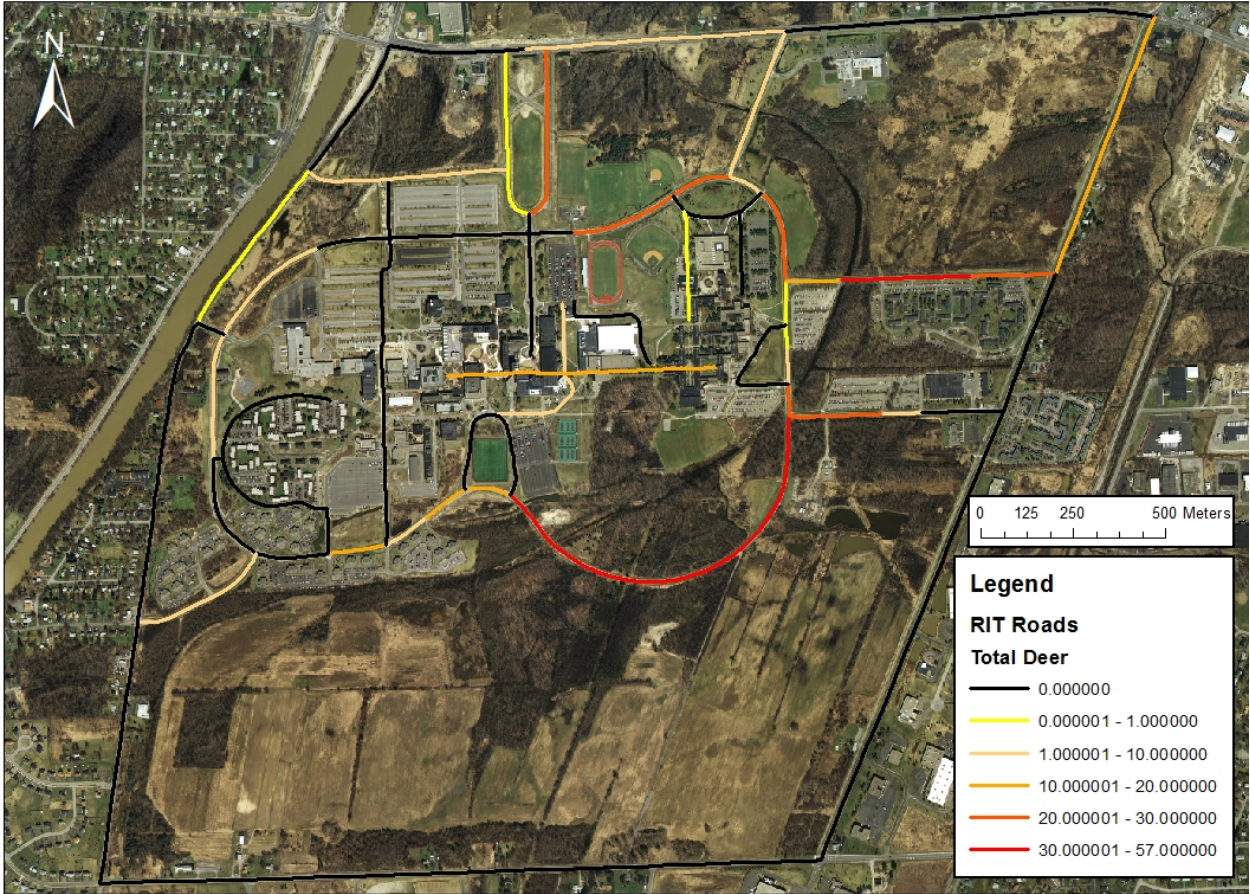 N
0 125 250 500 Meters
Legend
RIT Roads
Total Deer
0.000000
0.000001 - 1.000000
1.000001 - 10.000000
10.000001 - 20.000000
20.000001 - 30.000000
30.000001 - 57.000000